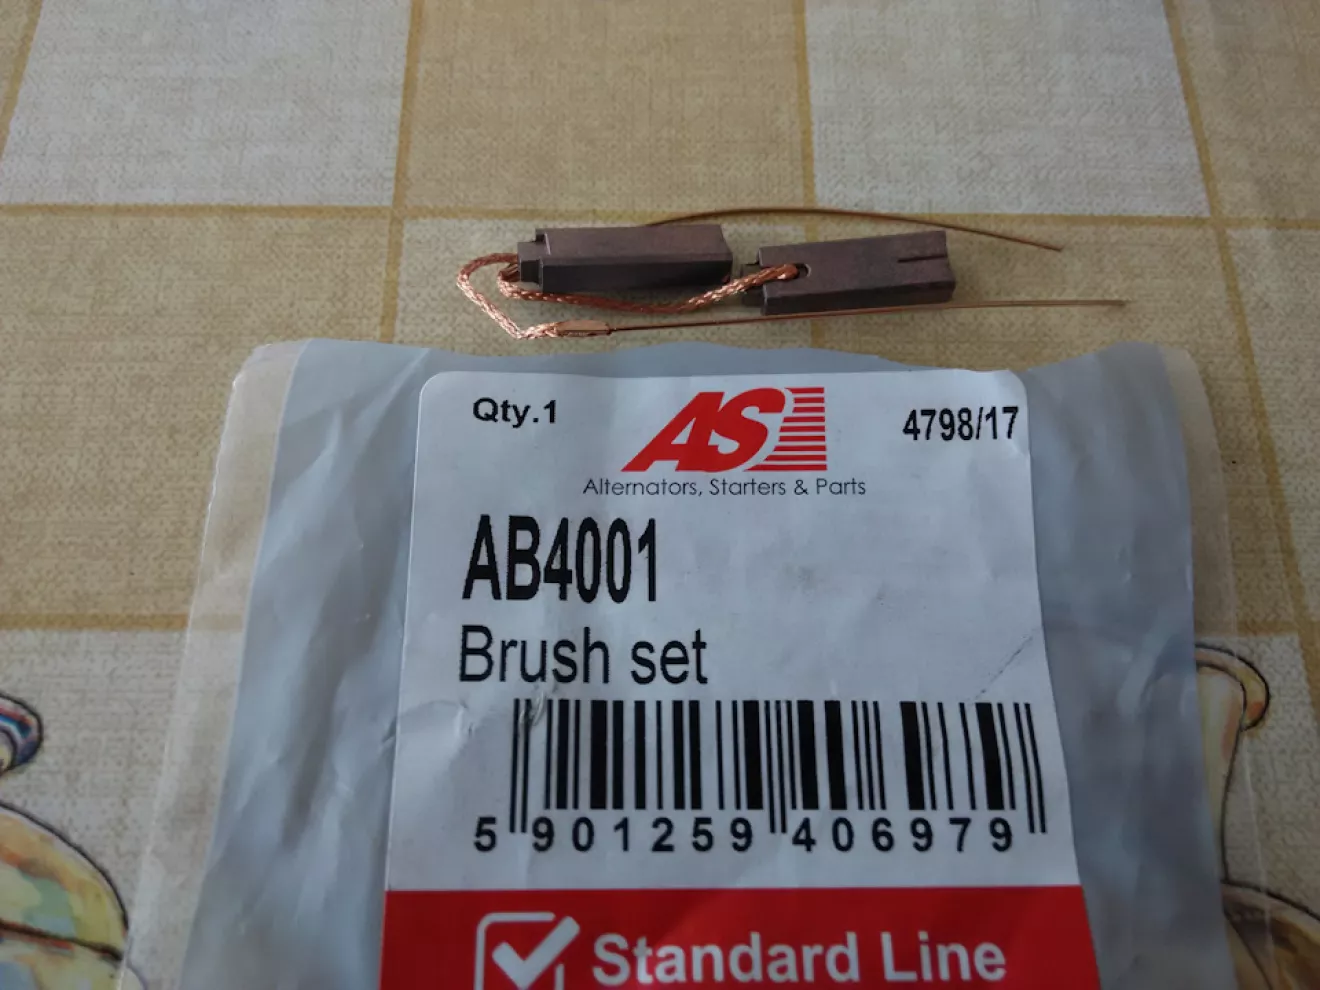 Qty.1
AS
4798/17
Alternators, Starters & Parts
AB4001
Brush set
5 901259 406979
Standard Line